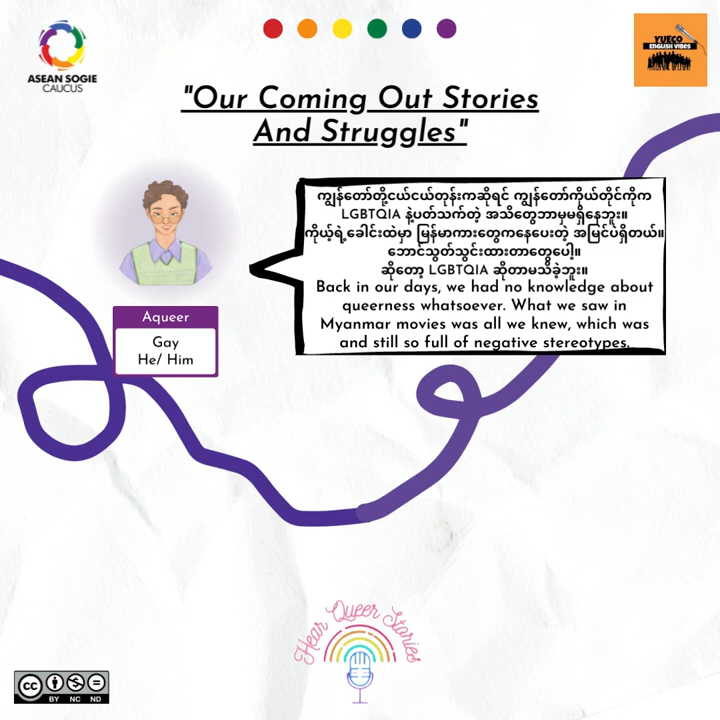 ASEAN SOGIE
CAUCUS
YUECO
ENGLISH VIBES
"Our Coming Out Stories
And Struggles"
ကျွန်တော်တို့ငယ်ငယ်တုန်းကဆိုရင် ကျွန်တော်ကိုယ်တိုင်ကိုက
LGBTQIA နဲ့ပတ်သက်တဲ့ အသိတွေဘာမှမရှိနေဘူး။
ကိုယ့်ရဲ့ခေါင်းထဲမှာ မြန်မာကားတွေကနေပေးတဲ့ အမြင်ပဲရှိတယ်။
ဘောင်သွတ်သွင်းထားတာတွေပေါ့။
ဆိုတော့ LGBTQIA ဆိုတာမသိခဲ့ဘူး။
Back in our days, we had no knowledge about
queerness whatsoever. What we saw in
Myanmar movies was all we knew, which was
and still so full of negative stereotypes.
Aqueer
Gay
He/ Him
Hear Queer Stories
cc
BY NC ND